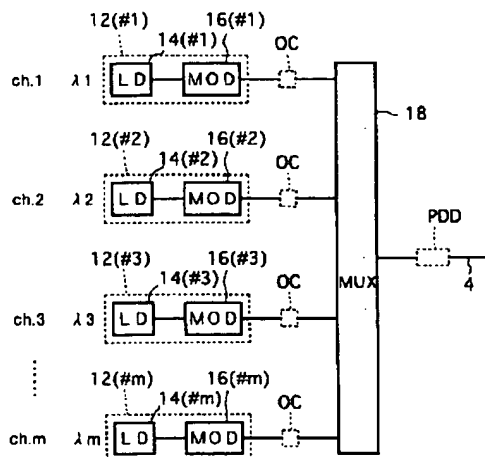 12(#1) 16(#1) OC
14(#1)
ch.1 λ1 LD MOD
18
12(#2) 16(#2) OC
14(#2)
ch.2 λ2 LD MOD
PDD
12(#3) 16(#3) OC
14(#3)
MUX 4
ch.3 λ3 LD MOD
12(#m) 16(#m) OC
14(#m)
ch.m λm LD MOD